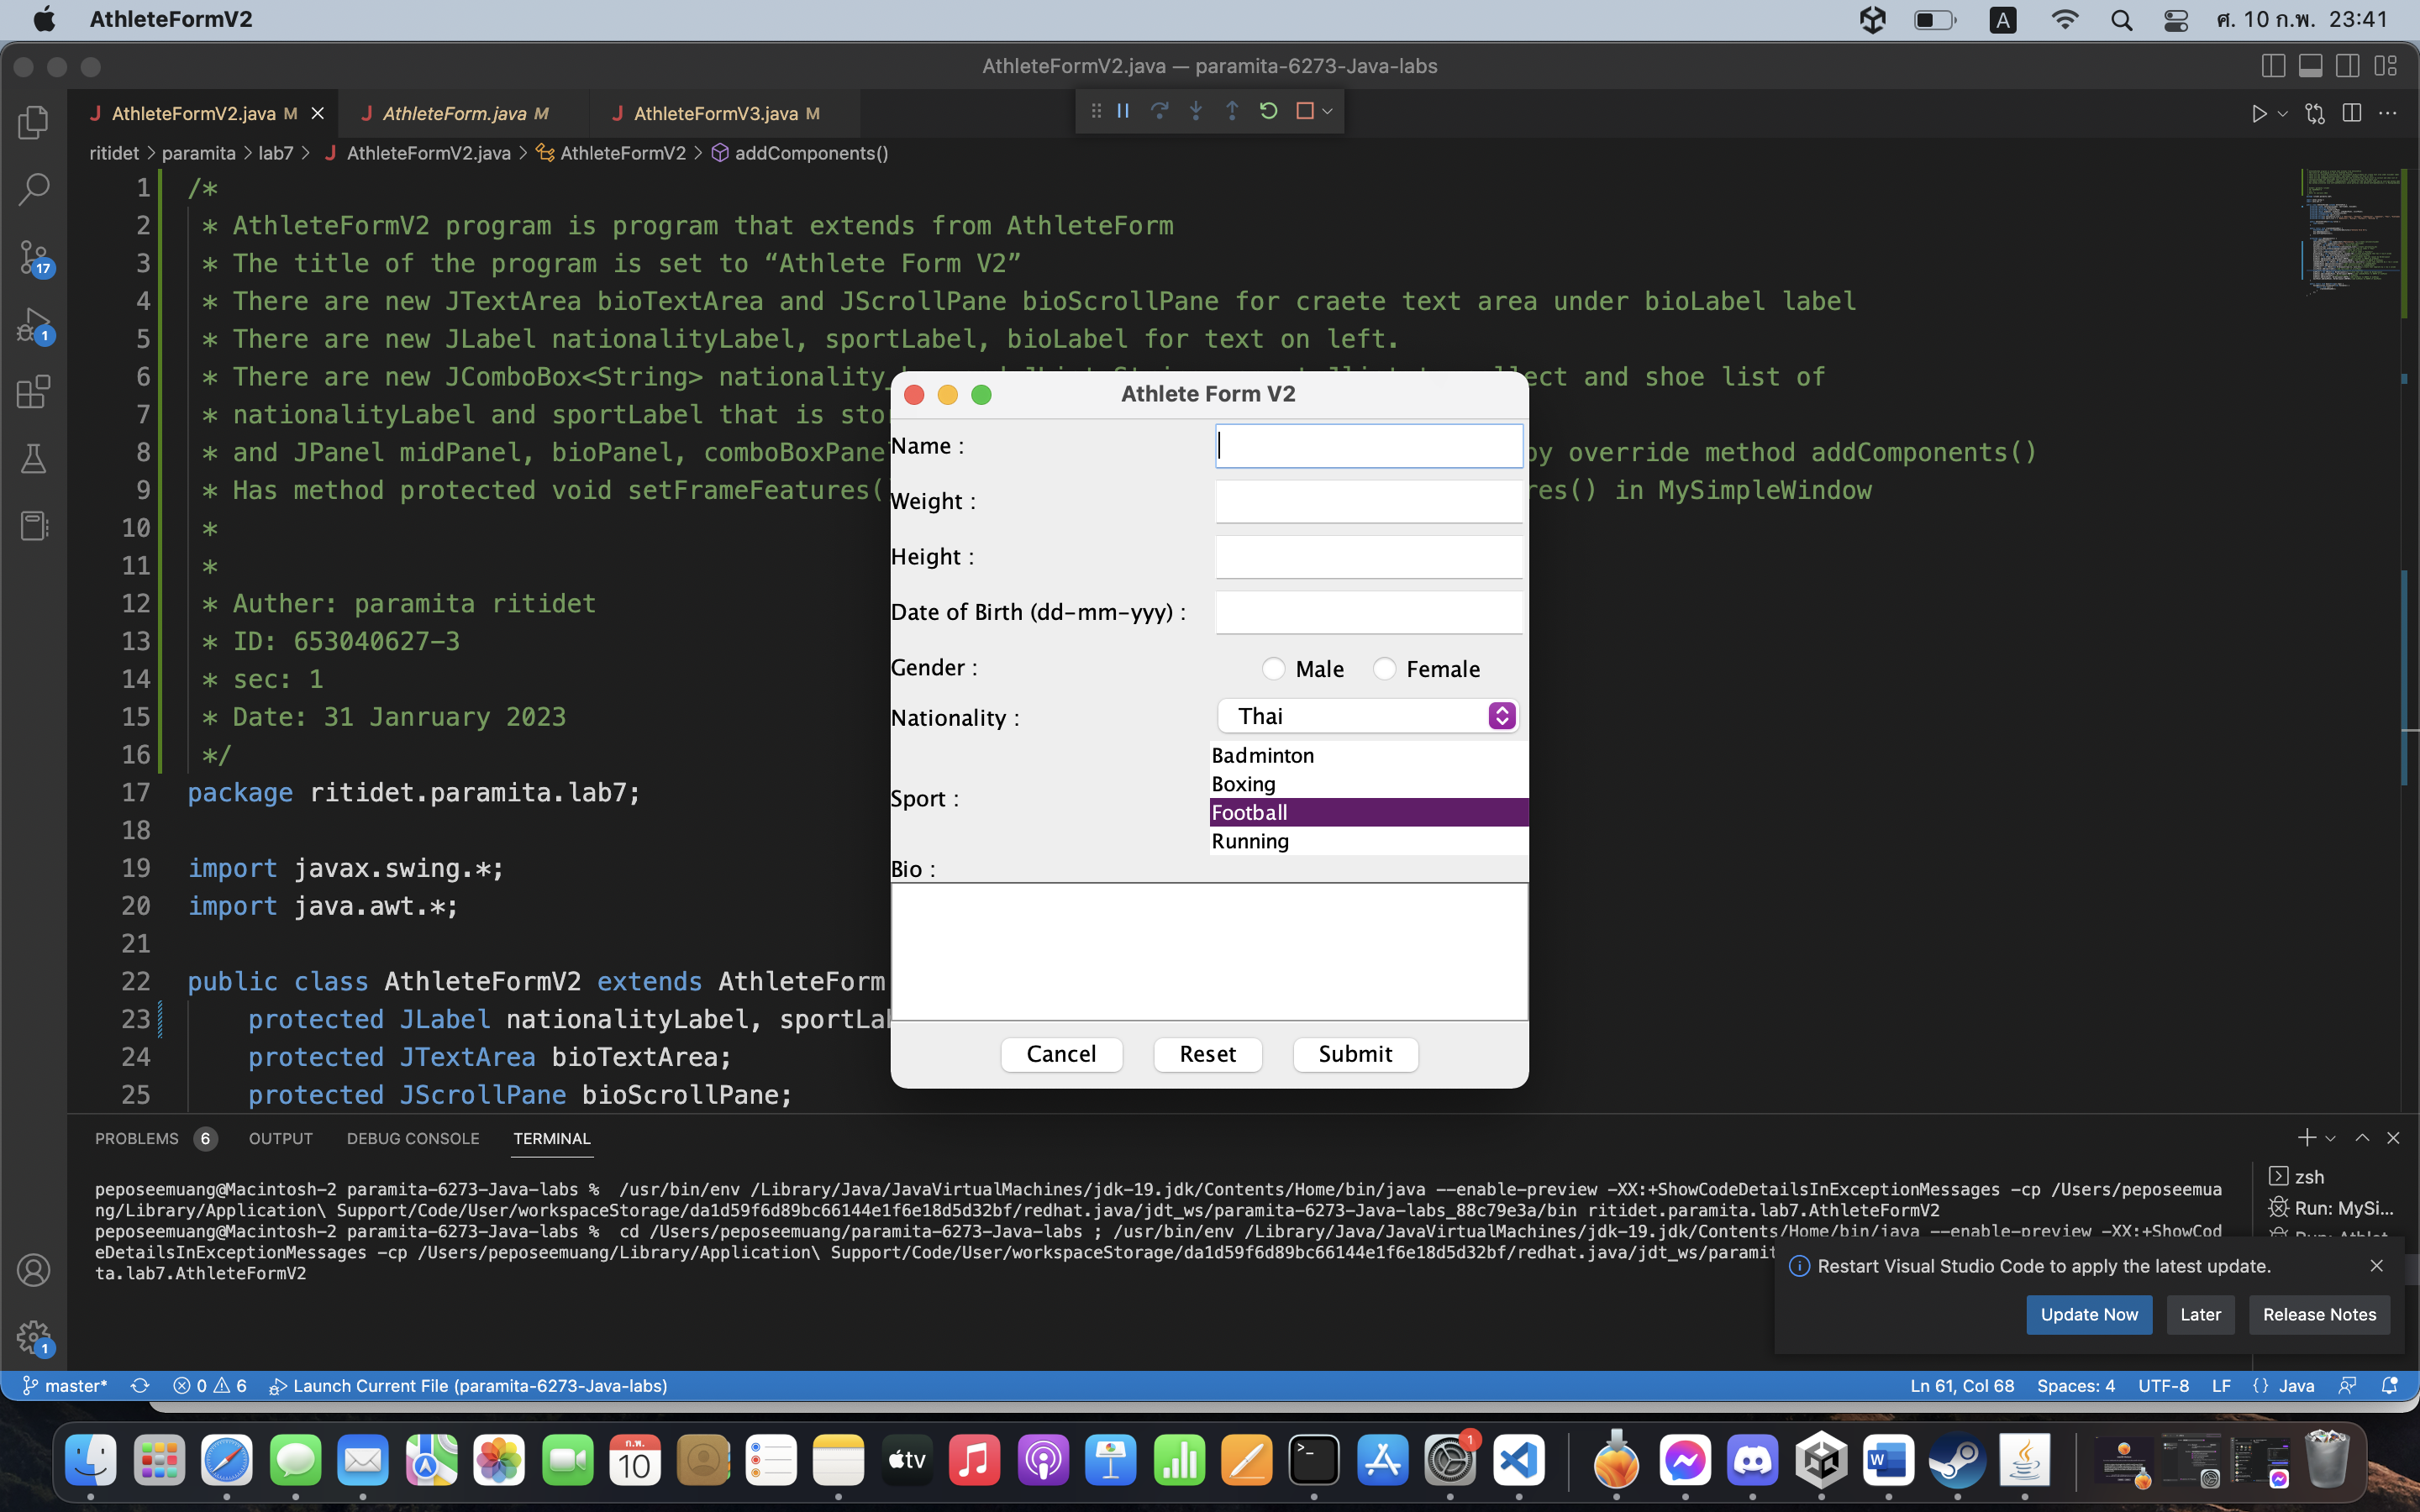 AthleteFormV2
A
ศ. 10 ก.พ. 23:41
AthleteFormV2.java — paramita-6273-Java-labs
J AthleteFormV2.java M
J AthleteForm.java M
J AthleteFormV3.java M
ritidet > paramita > lab7 > J AthleteFormV2.java > AthleteFormV2 > addComponents()
1 /*
2 * AthleteFormV2 program is program that extends from AthleteForm
3 * The title of the program is set to “Athlete Form V2”
4 * There are new JTextArea bioTextArea and JScrollPane bioScrollPane for craete text area under bioLabel label
5 * There are new JLabel nationalityLabel, sportLabel, bioLabel for text on left.
6 * There are new JComboBox<String> nationality ect and shoe list of
7 * nationalityLabel and sportLabel that is sto
8 * and JPanel midPanel, bioPanel, comboBoxPane by override method addComponents()
9 * Has method protected void setFrameFeatures( res() in MySimpleWindow
10 *
11 *
12 * Auther: paramita ritidet
13 * ID: 653040627-3
14 * sec: 1
15 * Date: 31 Janruary 2023
16 */
17 package ritidet.paramita.lab7;
18
19 import javax.swing.*;
20 import java.awt.*;
21
22 public class AthleteFormV2 extends AthleteForm
23 protected JLabel nationalityLabel, sportLab
24 protected JTextArea bioTextArea;
25 protected JScrollPane bioScrollPane;
17
1
Athlete Form V2
Name :
Weight :
Height :
Date of Birth (dd-mm-yyy) :
Gender : Male Female
Nationality : Thai
Badminton
Boxing
Sport :
Football
Running
Bio :
Cancel Reset Submit
PROBLEMS 6 OUTPUT DEBUG CONSOLE TERMINAL
peposeemuang@Macintosh-2 paramita-6273-Java-labs % /usr/bin/env /Library/Java/JavaVirtualMachines/jdk-19.jdk/Contents/Home/bin/java --enable-preview -XX:+ShowCodeDetailsInExceptionMessages -cp /Users/peposeemua
ng/Library/Application\ Support/Code/User/workspaceStorage/da1d59f6d89bc66144e1f6e18d5d32bf/redhat.java/jdt_ws/paramita-6273-Java-labs_88c79e3a/bin ritidet.paramita.lab7.AthleteFormV2
peposeemuang@Macintosh-2 paramita-6273-Java-labs % cd /Users/peposeemuang/paramita-6273-Java-labs ; /usr/bin/env /Library/Java/JavaVirtualMachines/jdk-19.jdk/Contents/Home/bin/java --enable-preview -XX:+ShowCod
eDetailsInExceptionMessages -cp /Users/peposeemuang/Library/Application\ Support/Code/User/workspaceStorage/da1d59f6d89bc66144e1f6e18d5d32bf/redhat.java/jdt_ws/paramit
ta.lab7.AthleteFormV2
zsh
Run: MySi...
Restart Visual Studio Code to apply the latest update.
Update Now Later Release Notes
1
master* 0 6 Launch Current File (paramita-6273-Java-labs)
Ln 61, Col 68 Spaces: 4 UTF-8 LF {} Java
ก.พ.
10
tv
1
W